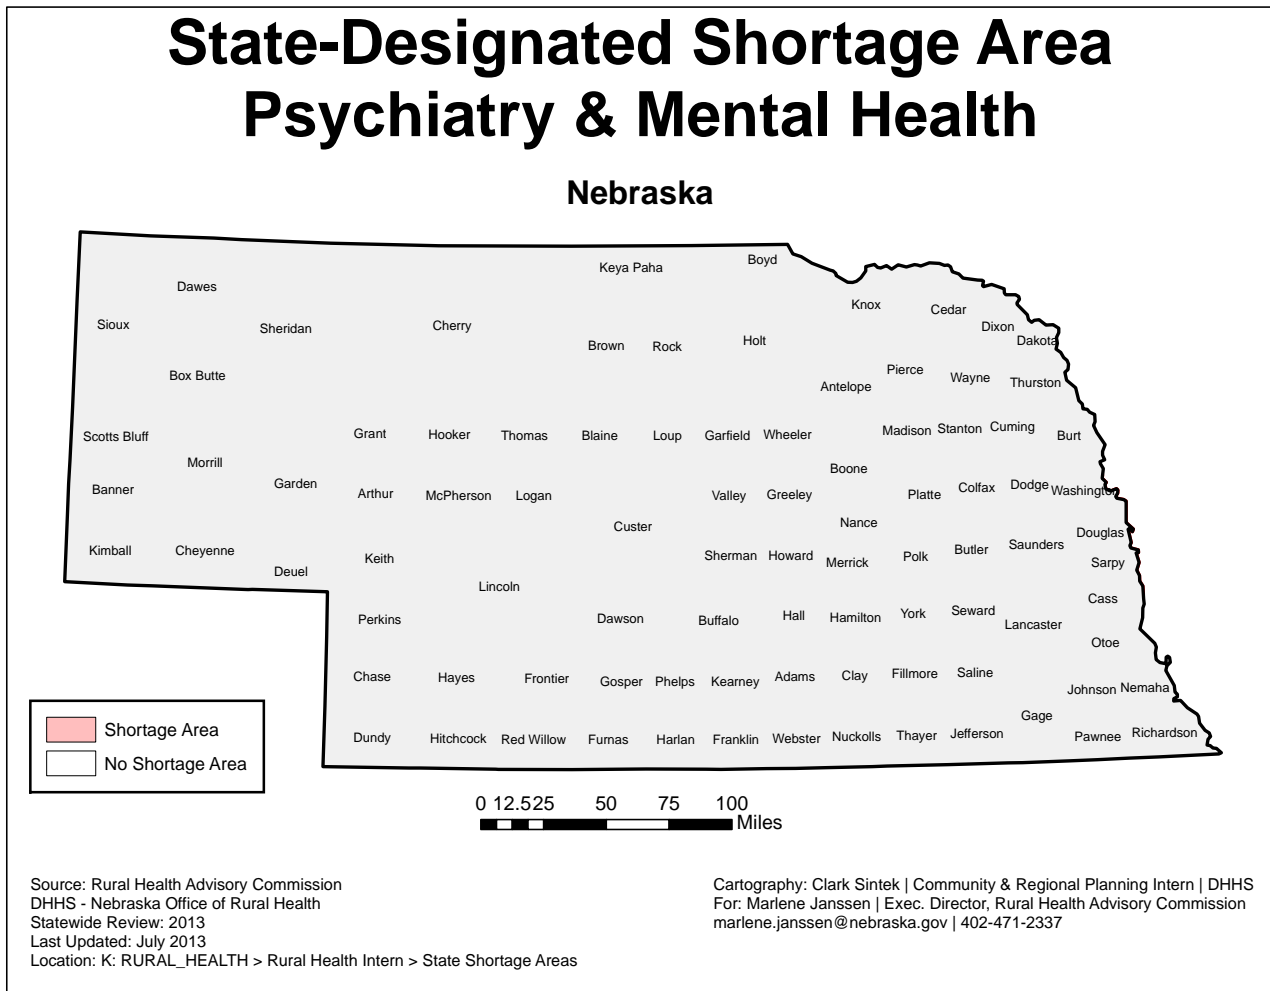 State-Designated Shortage Area
Psychiatry & Mental Health
Nebraska
Keya Paha
Boyd
Dawes
Knox
Cedar
Sioux
Sheridan
Cherry
Dixon
Dakota
Brown
Rock
Holt
Box Butte
Pierce
Wayne
Thurston
Antelope
Scotts Bluff
Grant
Hooker
Thomas
Blaine
Loup
Garfield
Wheeler
Madison
Stanton
Cuming
Burt
Morrill
Boone
Banner
Garden
Arthur
McPherson
Logan
Valley
Greeley
Platte
Colfax
Dodge
Washington
Custer
Nance
Douglas
Kimball
Cheyenne
Deuel
Keith
Sherman
Howard
Merrick
Polk
Butler
Saunders
Sarpy
Lincoln
Cass
Perkins
Dawson
Buffalo
Hall
Hamilton
York
Seward
Lancaster
Otoe
Chase
Hayes
Frontier
Gosper
Phelps
Kearney
Adams
Clay
Fillmore
Saline
Johnson
Nemaha
Gage
Dundy
Hitchcock
Red Willow
Furnas
Harlan
Franklin
Webster
Nuckolls
Thayer
Jefferson
Pawnee
Richardson
Shortage Area
No Shortage Area
0 12.5 25 50 75 100
Miles
Source: Rural Health Advisory Commission
DHHS - Nebraska Office of Rural Health
Statewide Review: 2013
Last Updated: July 2013
Location: K: RURAL_HEALTH > Rural Health Intern > State Shortage Areas
Cartography: Clark Sintek | Community & Regional Planning Intern | DHHS
For: Marlene Janssen | Exec. Director, Rural Health Advisory Commission
marlene.janssen@nebraska.gov | 402-471-2337